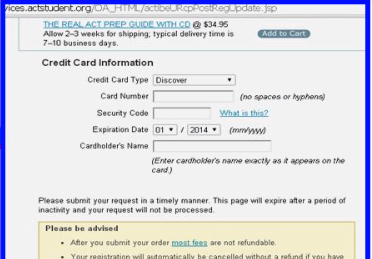 vices.actstudent.org/OA_HTML/actibeURcpPostRegUpdate.jsp
THE REAL ACT PREP GUIDE WITH CD @ $34.95
Allow 2–3 weeks for shipping; typical delivery time is
7–10 business days.
Add to Cart
Credit Card Information
Credit Card Type Discover
Card Number (no spaces or hyphens)
Security Code What is this?
Expiration Date 01 / 2014 (mm/yyyy)
Cardholder's Name
(Enter cardholder's name exactly as it appears on the
card.)
Please submit your request in a timely manner. This page will expire after a period of
inactivity and your request will not be processed.
Please be advised
• After you submit your order most fees are not refundable.
• Your registration will automatically be cancelled without a refund if you have